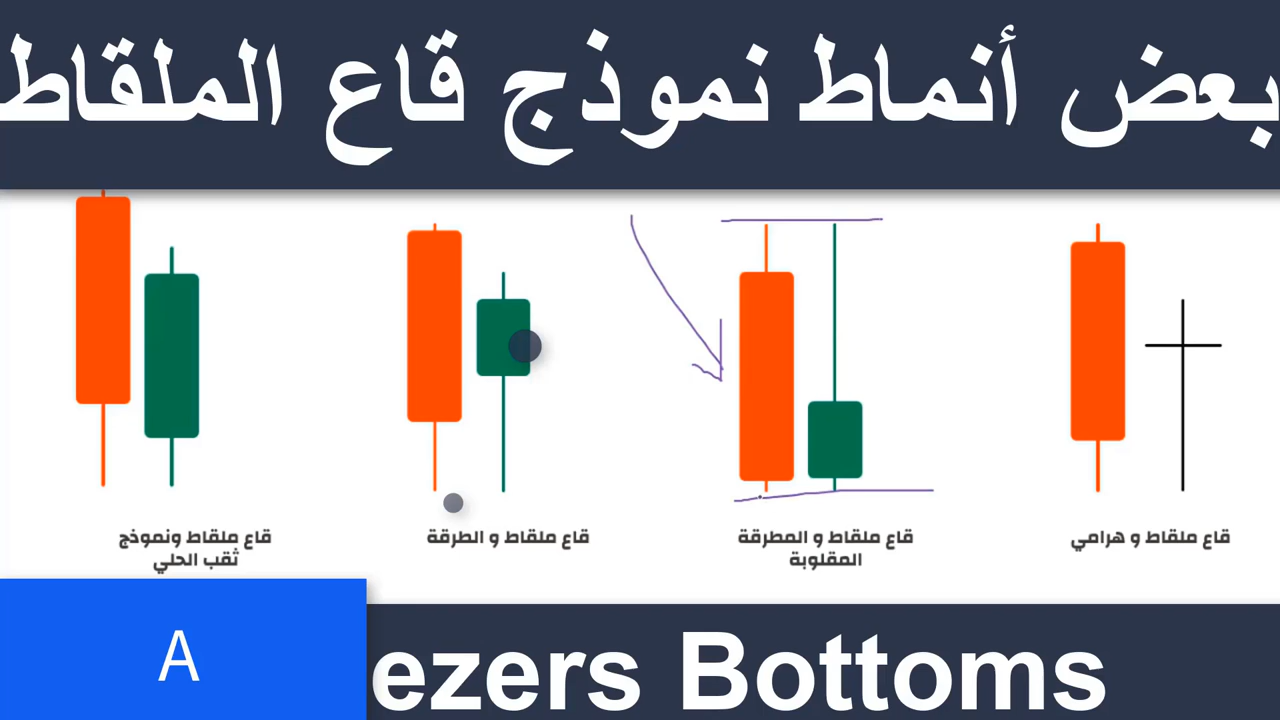 بعض أنماط نموذج قاع الملقاط
قاع ملقاط ونموذج
ثقب الحلي
قاع ملقاط و الطرقة
قاع ملقاط و المطرقة
المقلوبة
قاع ملقاط و هرامي
A
ezers Bottoms